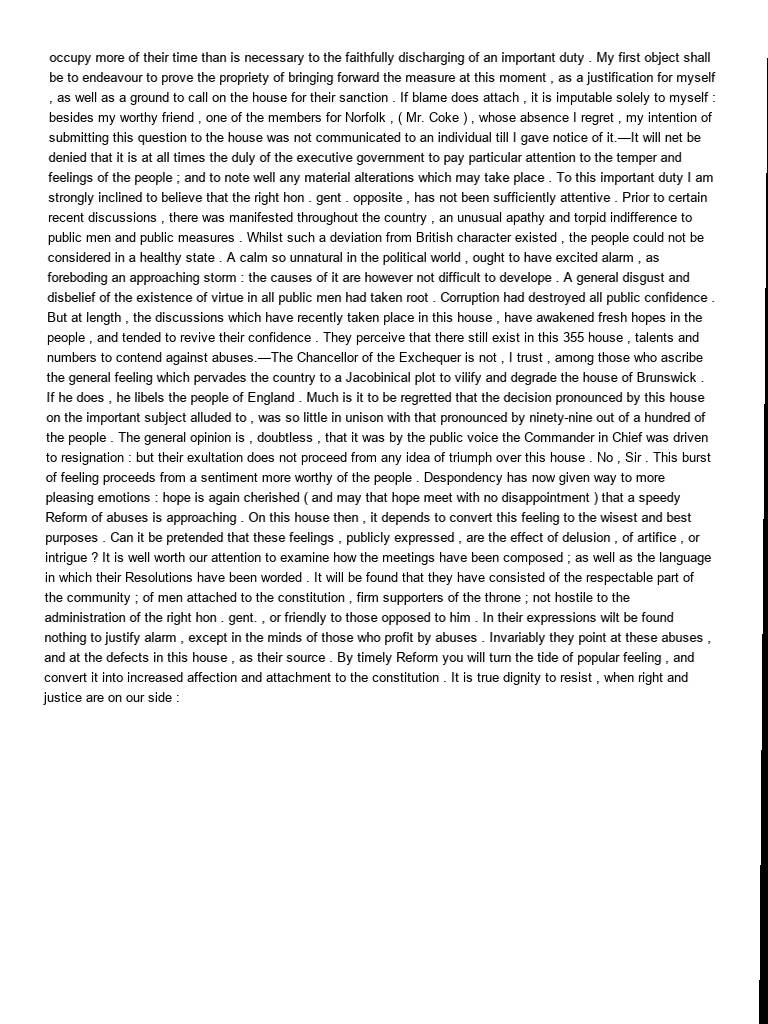 occupy more of their time than is necessary to the faithfully discharging of an important duty . My first object shall
be to endeavour to prove the propriety of bringing forward the measure at this moment , as a justification for myself
, as well as a ground to call on the house for their sanction . If blame does attach , it is imputable solely to myself :
besides my worthy friend , one of the members for Norfolk , ( Mr. Coke ) , whose absence I regret , my intention of
submitting this question to the house was not communicated to an individual till I gave notice of it.—It will net be
denied that it is at all times the duly of the executive government to pay particular attention to the temper and
feelings of the people ; and to note well any material alterations which may take place . To this important duty I am
strongly inclined to believe that the right hon . gent . opposite , has not been sufficiently attentive . Prior to certain
recent discussions , there was manifested throughout the country , an unusual apathy and torpid indifference to
public men and public measures . Whilst such a deviation from British character existed , the people could not be
considered in a healthy state . A calm so unnatural in the political world , ought to have excited alarm , as
foreboding an approaching storm : the causes of it are however not difficult to develope . A general disgust and
disbelief of the existence of virtue in all public men had taken root . Corruption had destroyed all public confidence .
But at length , the discussions which have recently taken place in this house , have awakened fresh hopes in the
people , and tended to revive their confidence . They perceive that there still exist in this 355 house , talents and
numbers to contend against abuses.—The Chancellor of the Exchequer is not , I trust , among those who ascribe
the general feeling which pervades the country to a Jacobinical plot to vilify and degrade the house of Brunswick .
If he does , he libels the people of England . Much is it to be regretted that the decision pronounced by this house
on the important subject alluded to , was so little in unison with that pronounced by ninety-nine out of a hundred of
the people . The general opinion is , doubtless , that it was by the public voice the Commander in Chief was driven
to resignation : but their exultation does not proceed from any idea of triumph over this house . No , Sir . This burst
of feeling proceeds from a sentiment more worthy of the people . Despondency has now given way to more
pleasing emotions : hope is again cherished ( and may that hope meet with no disappointment ) that a speedy
Reform of abuses is approaching . On this house then , it depends to convert this feeling to the wisest and best
purposes . Can it be pretended that these feelings , publicly expressed , are the effect of delusion , of artifice , or
intrigue ? It is well worth our attention to examine how the meetings have been composed ; as well as the language
in which their Resolutions have been worded . It will be found that they have consisted of the respectable part of
the community ; of men attached to the constitution , firm supporters of the throne ; not hostile to the
administration of the right hon . gent. , or friendly to those opposed to him . In their expressions wilt be found
nothing to justify alarm , except in the minds of those who profit by abuses . Invariably they point at these abuses ,
and at the defects in this house , as their source . By timely Reform you will turn the tide of popular feeling , and
convert it into increased affection and attachment to the constitution . It is true dignity to resist , when right and
justice are on our side :